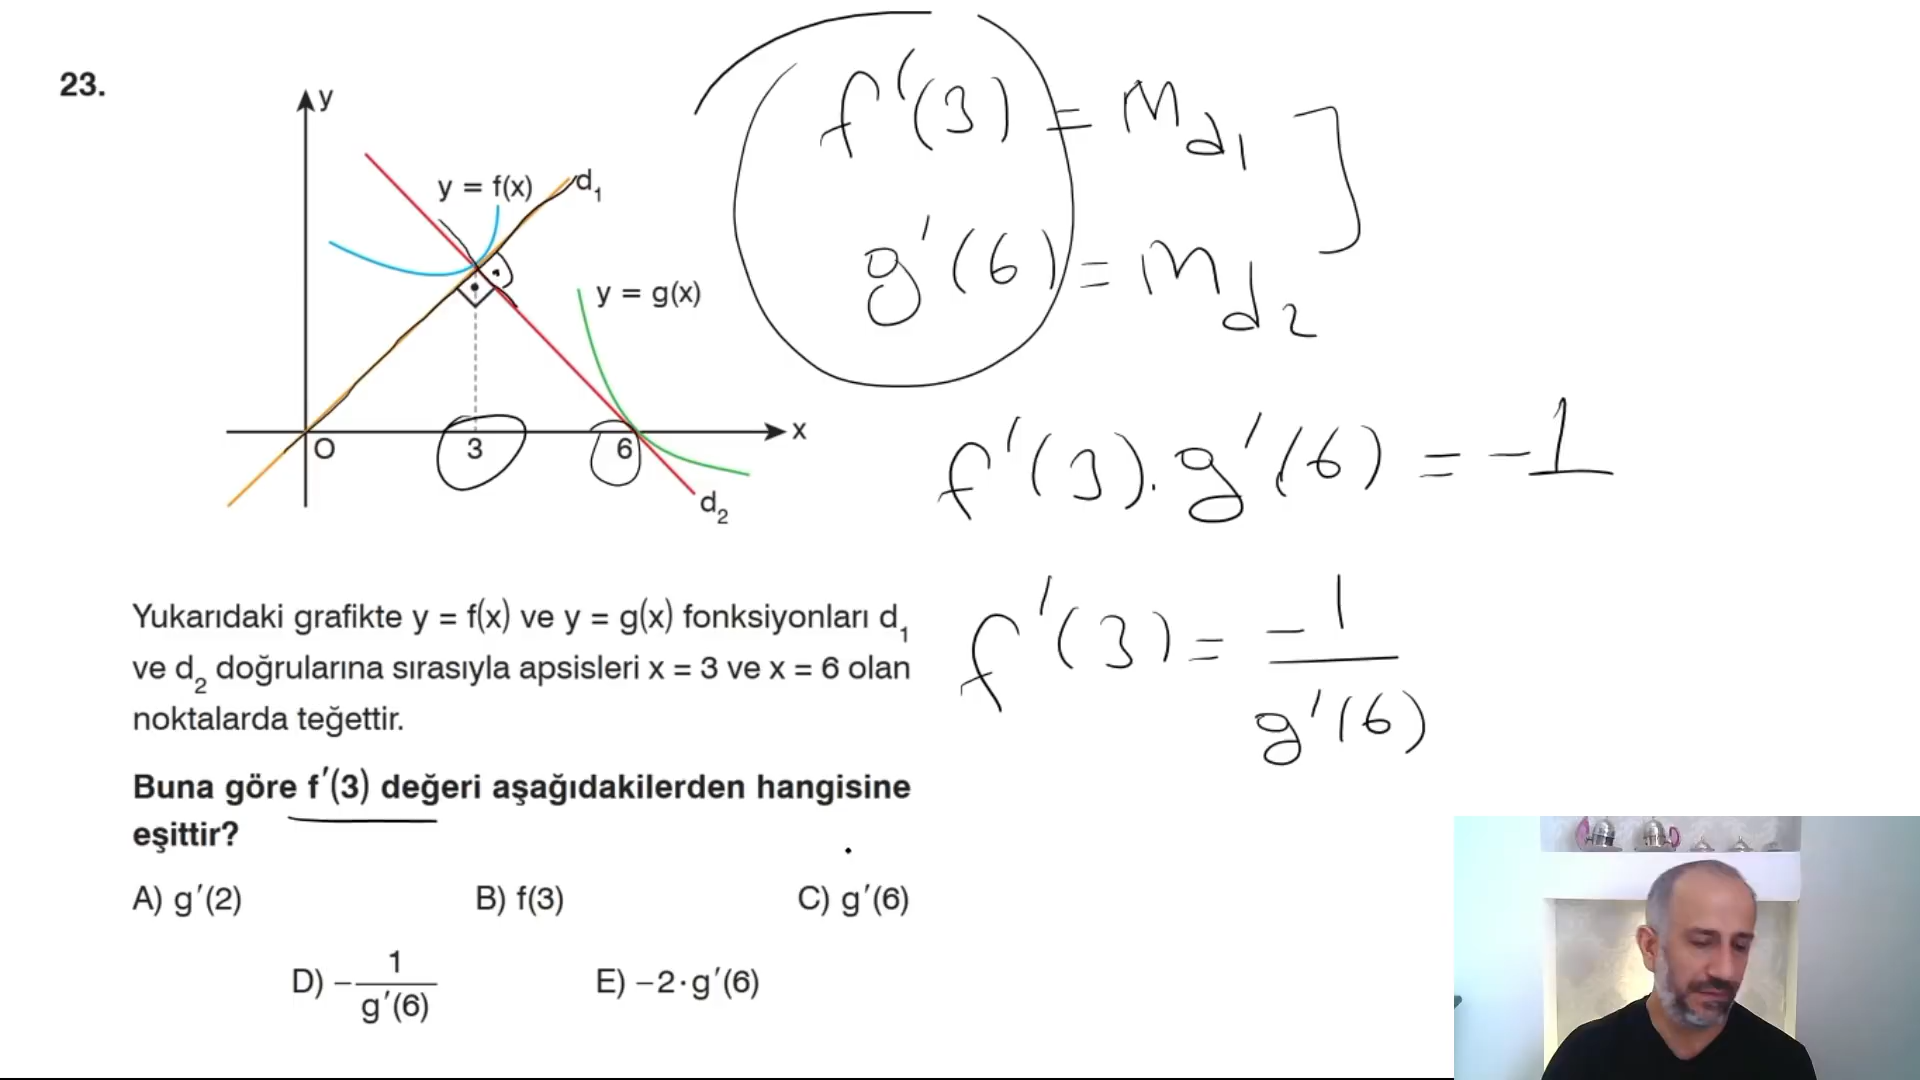 23.
y
y = f(x)
d₁
y = g(x)
O
3
6
x
d₂
f'(3) = m d₁
g'(6) = m d₂
f'(3).g'(6) = -1
f'(3) = -1/g'(6)
Yukarıdaki grafikte y = f(x) ve y = g(x) fonksiyonları d₁
ve d₂ doğrularına sırasıyla apsisleri x = 3 ve x = 6 olan
noktalarda teğettir.
Buna göre f′(3) değeri aşağıdakilerden hangisine
eşittir?
A) g′(2) B) f(3) C) g′(6)
D) −1/g′(6) E) −2·g′(6)